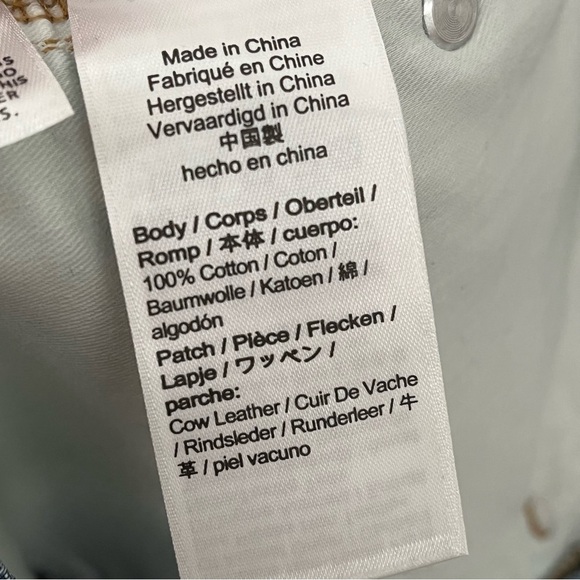 Made in China
Fabriqué en Chine
Hergestellt in China
Vervaardigd in China
中国製
hecho en china
Body / Corps / Oberteil /
Romp / 本体 / cuerpo:
100% Cotton / Coton /
Baumwolle / Katoen / 綿 /
algodón
Patch / Pièce / Flecken /
Lapje / ワッペン /
parche:
Cow Leather / Cuir De Vache
/ Rindsleder / Runderleer / 牛
革 / piel vacuno